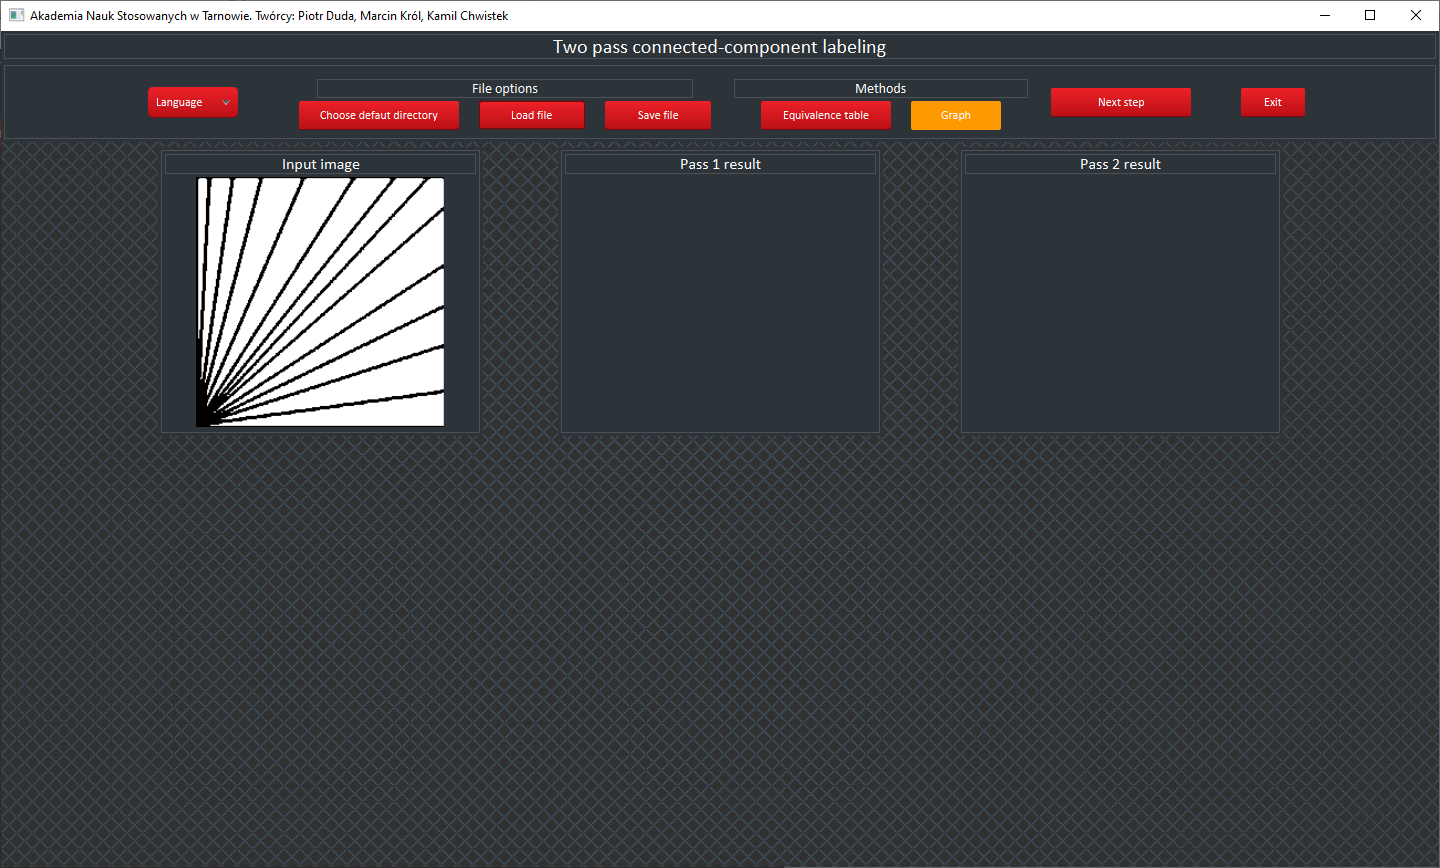 Akademia Nauk Stosowanych w Tarnowie. Twórcy: Piotr Duda, Marcin Król, Kamil Chwistek
Two pass connected-component labeling
Language
File options
Choose defaut directory
Load file
Save file
Methods
Equivalence table
Graph
Next step
Exit
Input image
Pass 1 result
Pass 2 result